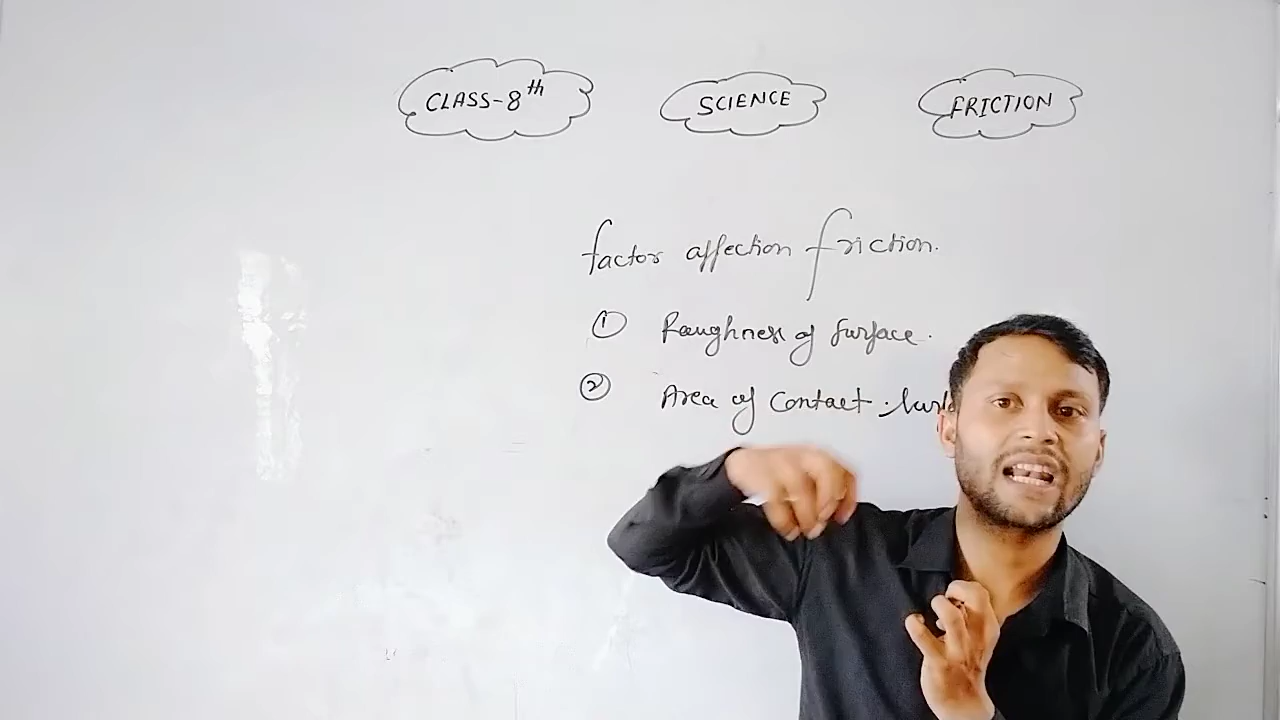 CLASS-8th SCIENCE FRICTION
factor affection friction.
① Roughness of surface.
② Area of Contact